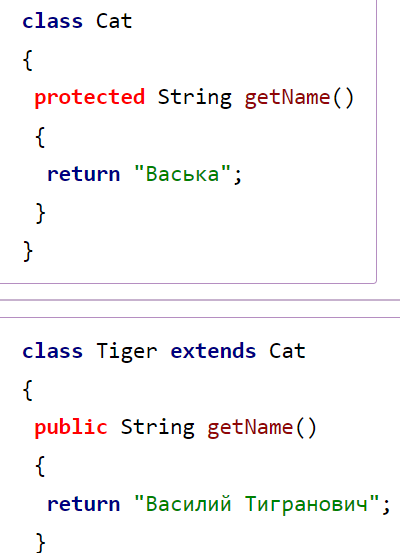 class Cat
{
protected String getName()
{
return "Васька";
}
}
class Tiger extends Cat
{
public String getName()
{
return "Василий Тигранович";
}